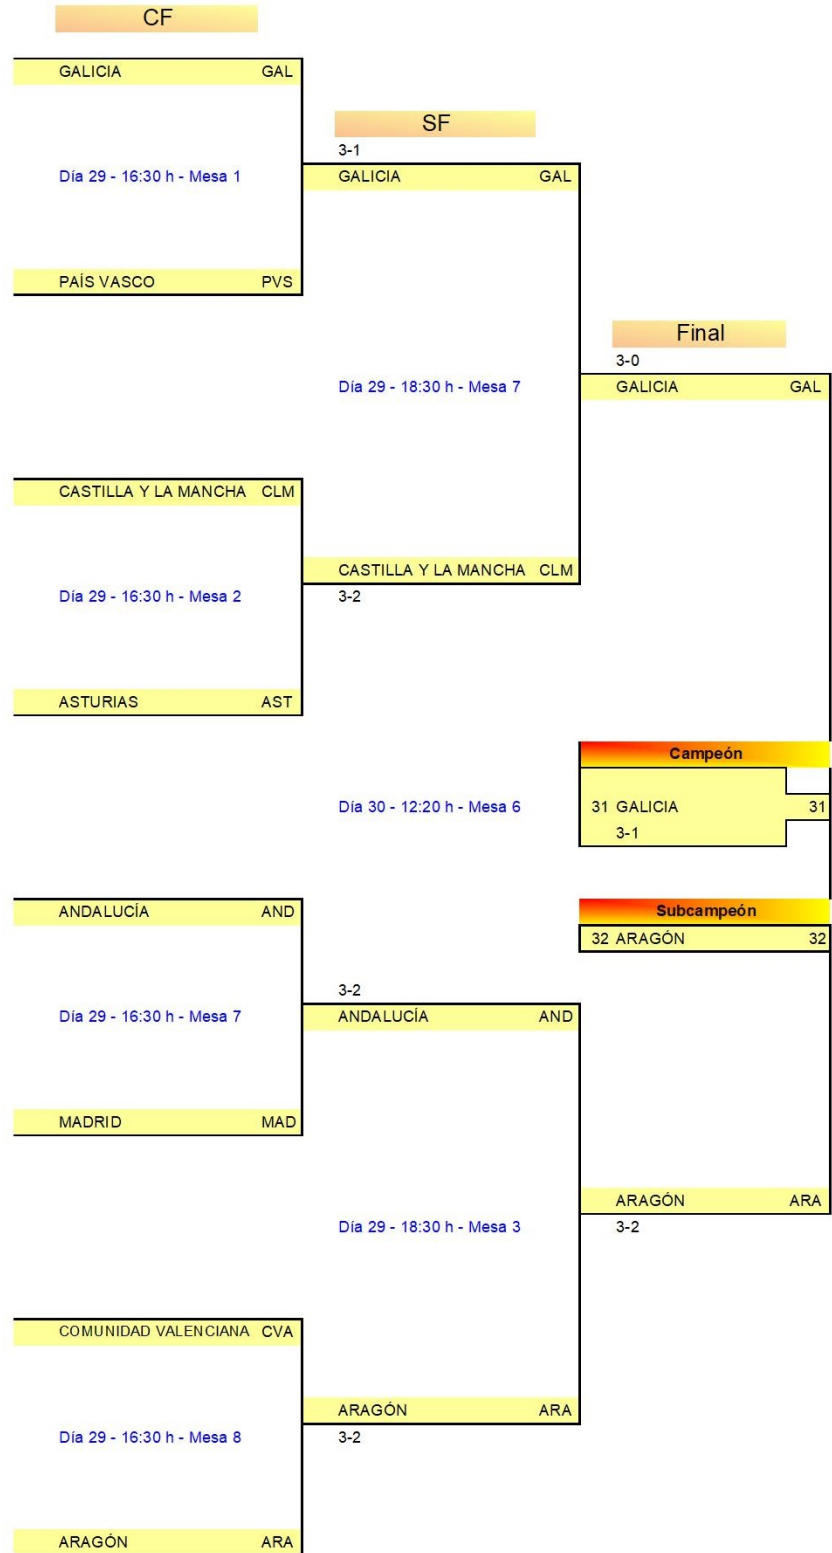 CF
GALICIA GAL
SF
3-1
Día 29 - 16:30 h - Mesa 1
GALICIA GAL
PAÍS VASCO PVS
Final
3-0
Día 29 - 18:30 h - Mesa 7
GALICIA GAL
CASTILLA Y LA MANCHA CLM
CASTILLA Y LA MANCHA CLM
Día 29 - 16:30 h - Mesa 2
3-2
ASTURIAS AST
Campeón
Día 30 - 12:20 h - Mesa 6
31 GALICIA 31
3-1
ANDALUCÍA AND
Subcampeón
32 ARAGÓN 32
3-2
Día 29 - 16:30 h - Mesa 7
ANDALUCÍA AND
MADRID MAD
ARAGÓN ARA
Día 29 - 18:30 h - Mesa 3
3-2
COMUNIDAD VALENCIANA CVA
ARAGÓN ARA
Día 29 - 16:30 h - Mesa 8
3-2
ARAGÓN ARA